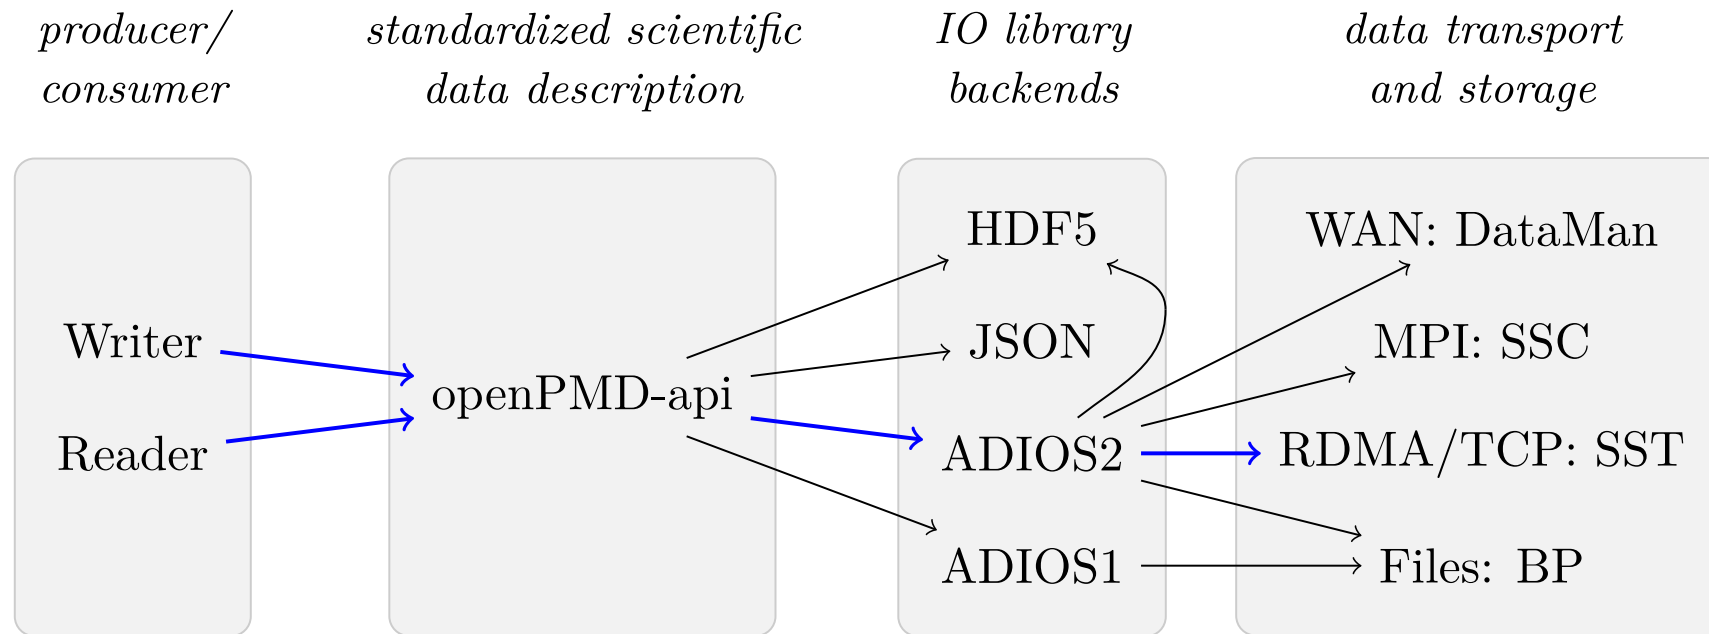 producer/
consumer
standardized scientific
data description
IO library
backends
data transport
and storage
Writer
Reader
openPMD-api
HDF5
JSON
ADIOS2
ADIOS1
WAN: DataMan
MPI: SSC
RDMA/TCP: SST
Files: BP